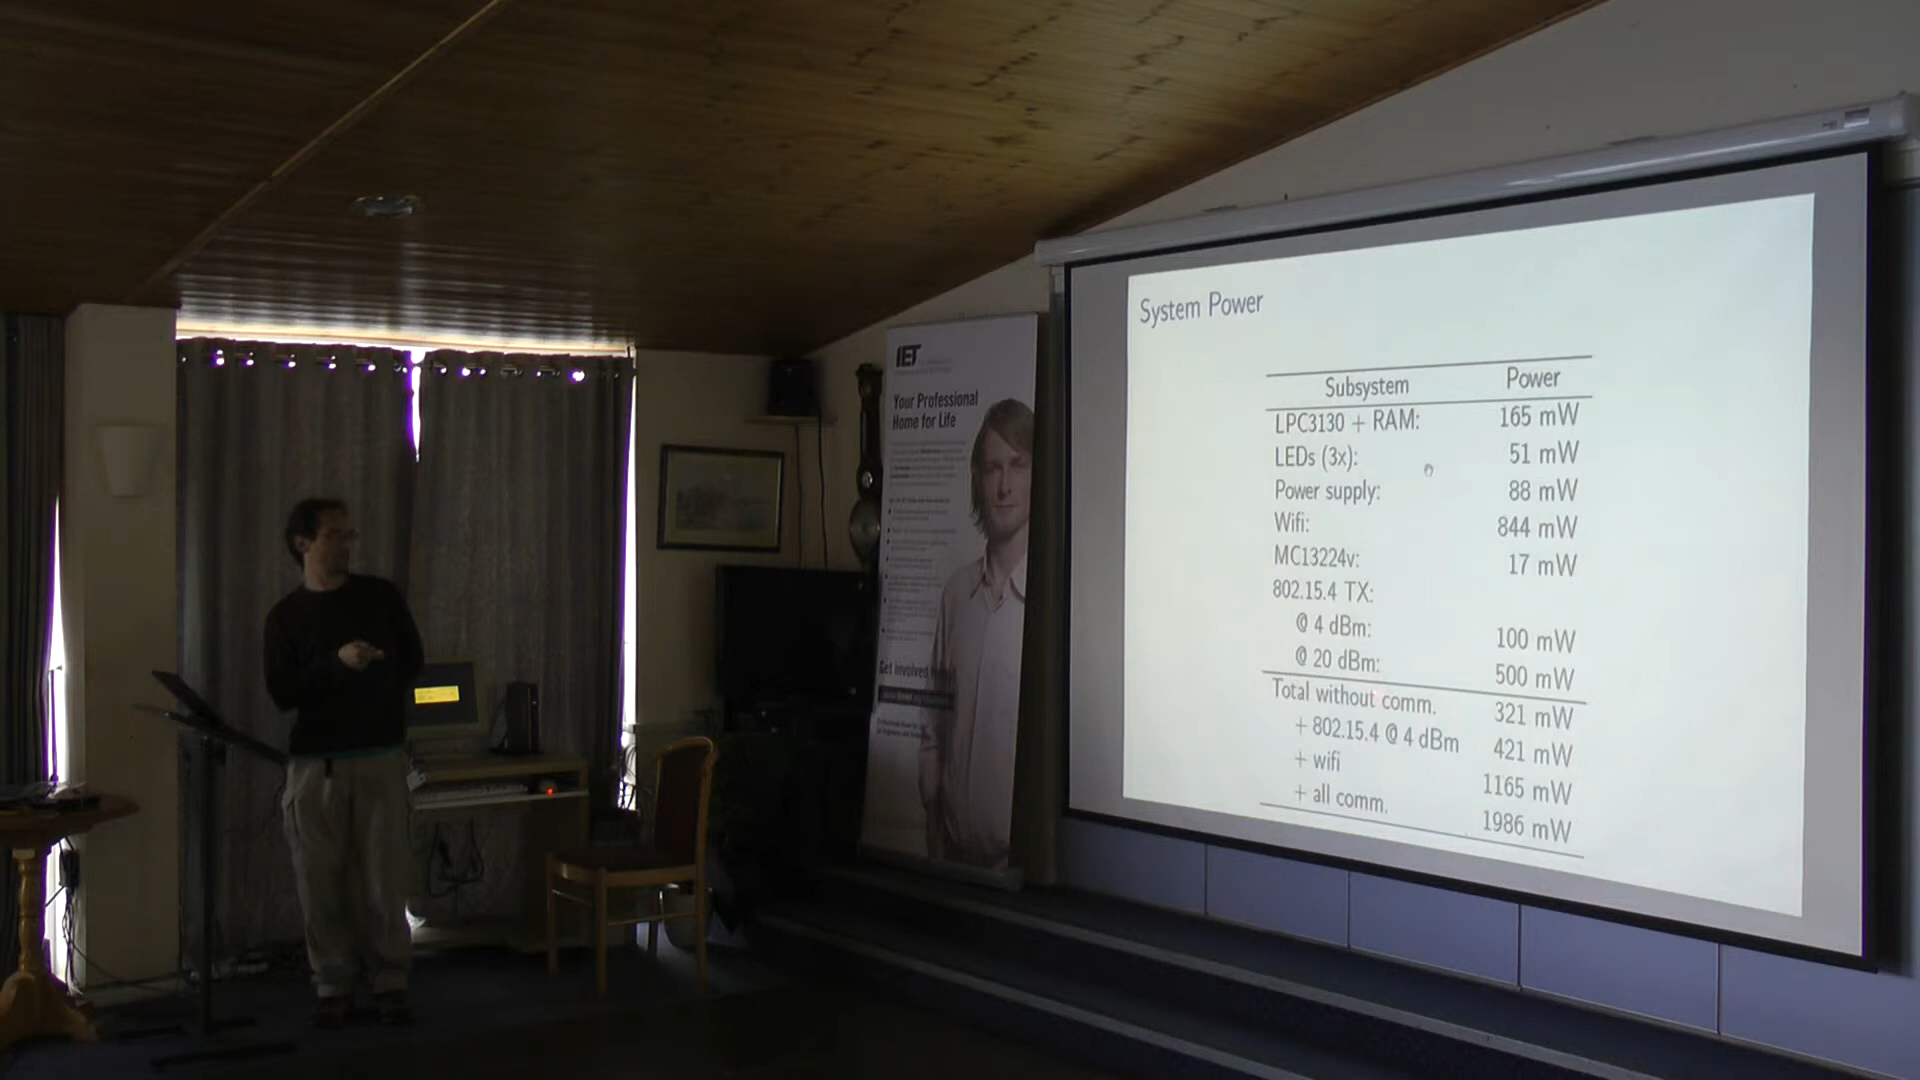 System Power
Subsystem Power
LPC3130 + RAM: 165 mW
LEDs (3x): 51 mW
Power supply: 88 mW
Wifi: 844 mW
MC13224v: 17 mW
802.15.4 TX:
@ 4 dBm: 100 mW
@ 20 dBm: 500 mW
Total without comm. 321 mW
+ 802.15.4 @ 4 dBm 421 mW
+ wifi 1165 mW
+ all comm. 1986 mW
IET
Your Professional
Home for Life
Get involved